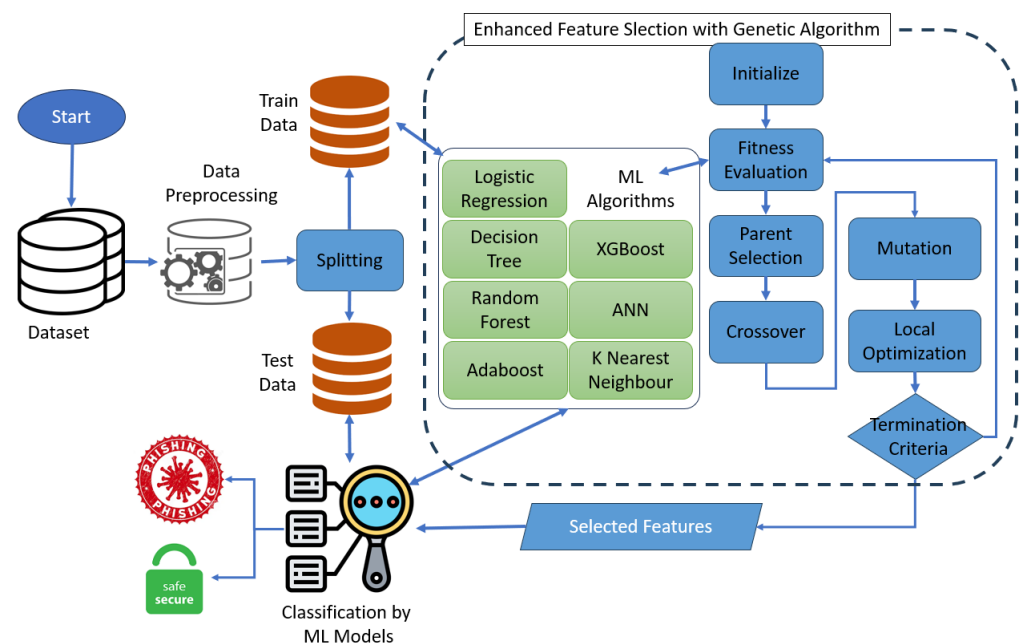 Enhanced Feature Slection with Genetic Algorithm
Start
Dataset
Data
Preprocessing
Splitting
Train
Data
Test
Data
Logistic
Regression
ML
Algorithms
Decision
Tree
XGBoost
Random
Forest
ANN
Adaboost
K Nearest
Neighbour
Initialize
Fitness
Evaluation
Parent
Selection
Crossover
Mutation
Local
Optimization
Termination
Criteria
Selected Features
PHISHING
PHISHING
safe
secure
Classification by
ML Models